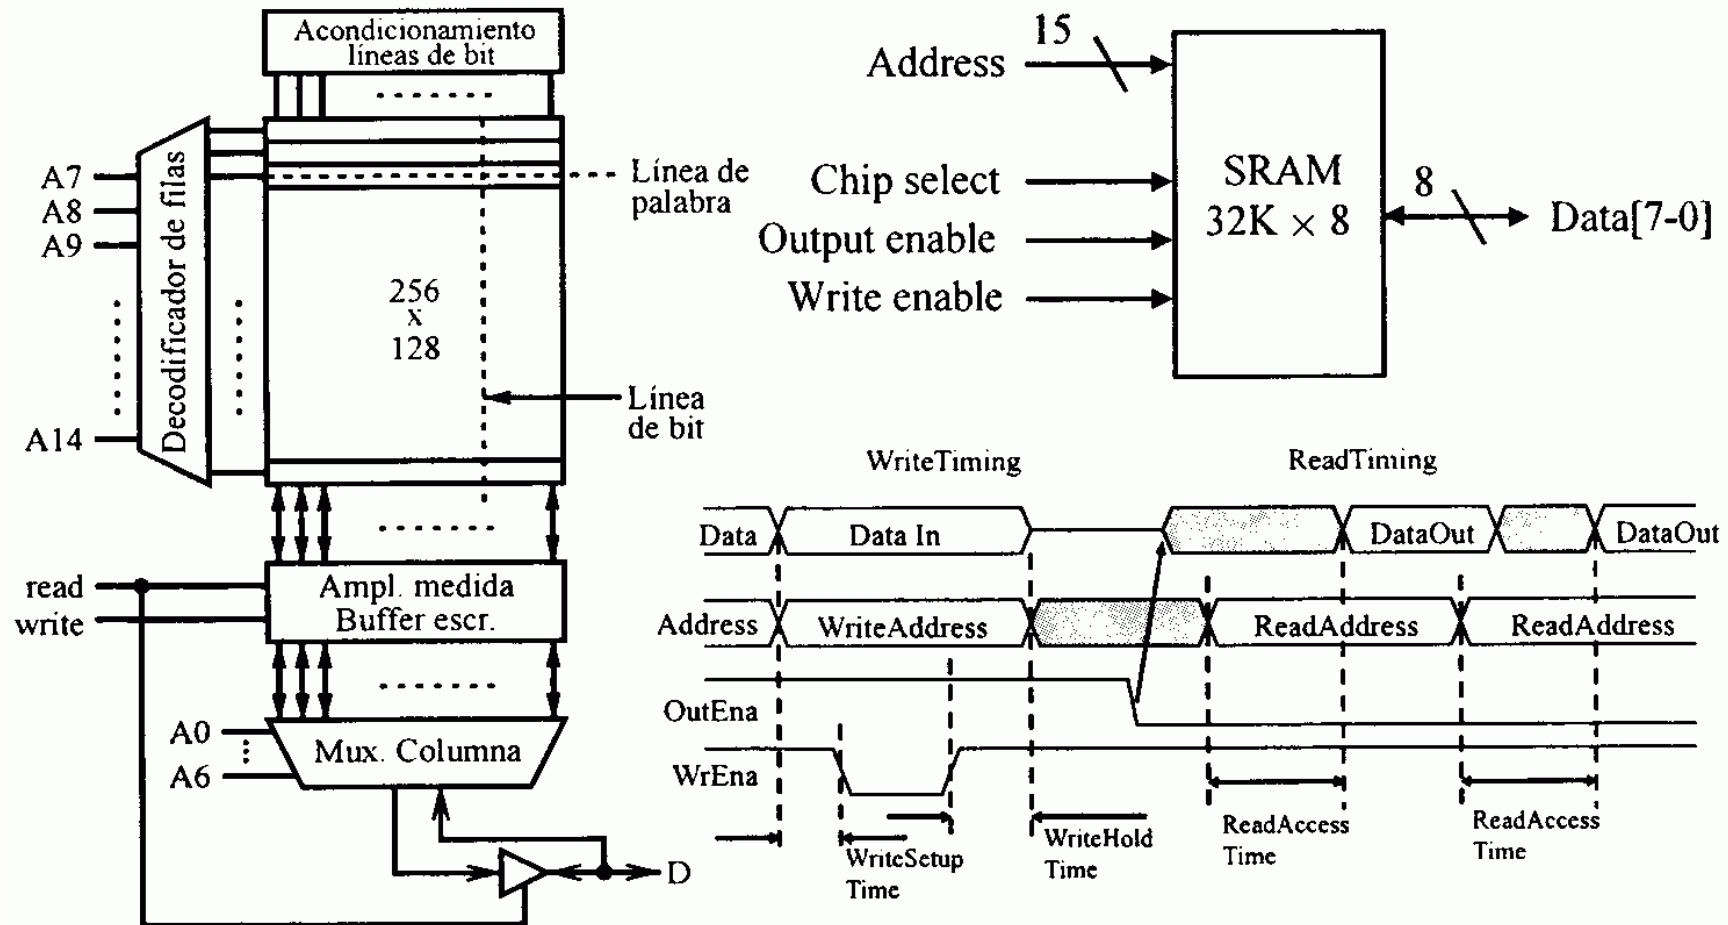 Acondicionamiento
líneas de bit
A7
A8
A9
A14
Decodificador de filas
Línea de
palabra
256
x
128
Línea
de bit
read
write
Ampl. medida
Buffer escr.
A0
A6
Mux. Columna
D
15
Address
Chip select
Output enable
Write enable
SRAM
32K × 8
8
Data[7-0]
WriteTiming
ReadTiming
Data
Data In
DataOut
DataOut
Address
WriteAddress
ReadAddress
ReadAddress
OutEna
WrEna
WriteSetup
Time
WriteHold
Time
ReadAccess
Time
ReadAccess
Time